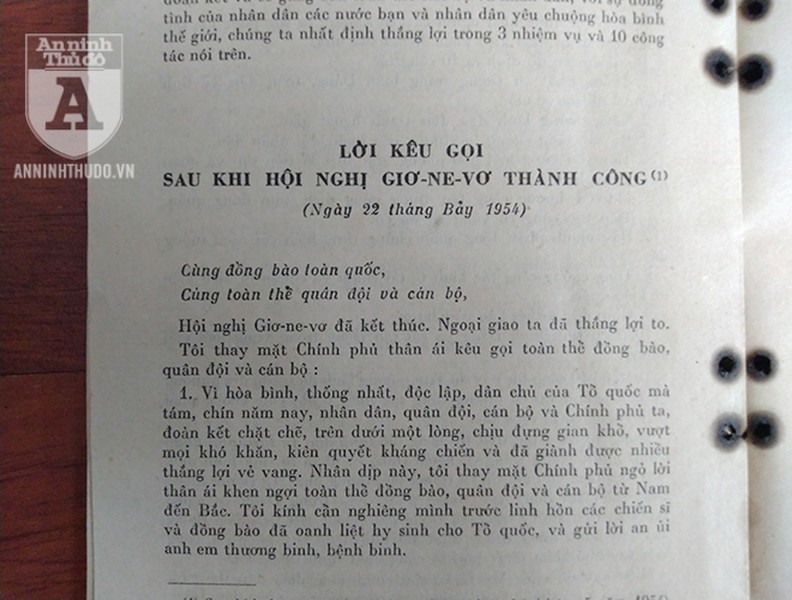 tình của nhân dân các nước bạn và nhân dân yêu chuộng hòa bình
thế giới, chúng ta nhất định thắng lợi trong 3 nhiệm vụ và 10 công
tác nói trên.
An ninh
Thủ đô
A
ANNINHTHUDO.VN
LỜI KÊU GỌI
SAU KHI HỘI NGHỊ GIƠ-NE-VƠ THÀNH CÔNG (1)
(Ngày 22 tháng Bảy 1954)
Cùng đồng bào toàn quốc,
Cùng toàn thể quân đội và cán bộ,
Hội nghị Giơ-ne-vơ đã kết thúc. Ngoại giao ta đã thắng lợi to.
Tôi thay mặt Chính phủ thân ái kêu gọi toàn thể đồng bào,
quân đội và cán bộ :
1. Vì hòa bình, thống nhất, độc lập, dân chủ của Tổ quốc mà
tám, chín năm nay, nhân dân, quân đội, cán bộ và Chính phủ ta,
đoàn kết chặt chẽ, trên dưới một lòng, chịu đựng gian khổ, vượt
mọi khó khăn, kiên quyết kháng chiến và đã giành được nhiều
thắng lợi vẻ vang. Nhân dịp này, tôi thay mặt Chính phủ ngỏ lời
thân ái khen ngợi toàn thể đồng bào, quân đội và cán bộ từ Nam
đến Bắc. Tôi kính cẩn nghiêng mình trước linh hồn các chiến sĩ
và đồng bào đã oanh liệt hy sinh cho Tổ quốc, và gửi lời an ủi
anh em thương binh, bệnh binh.